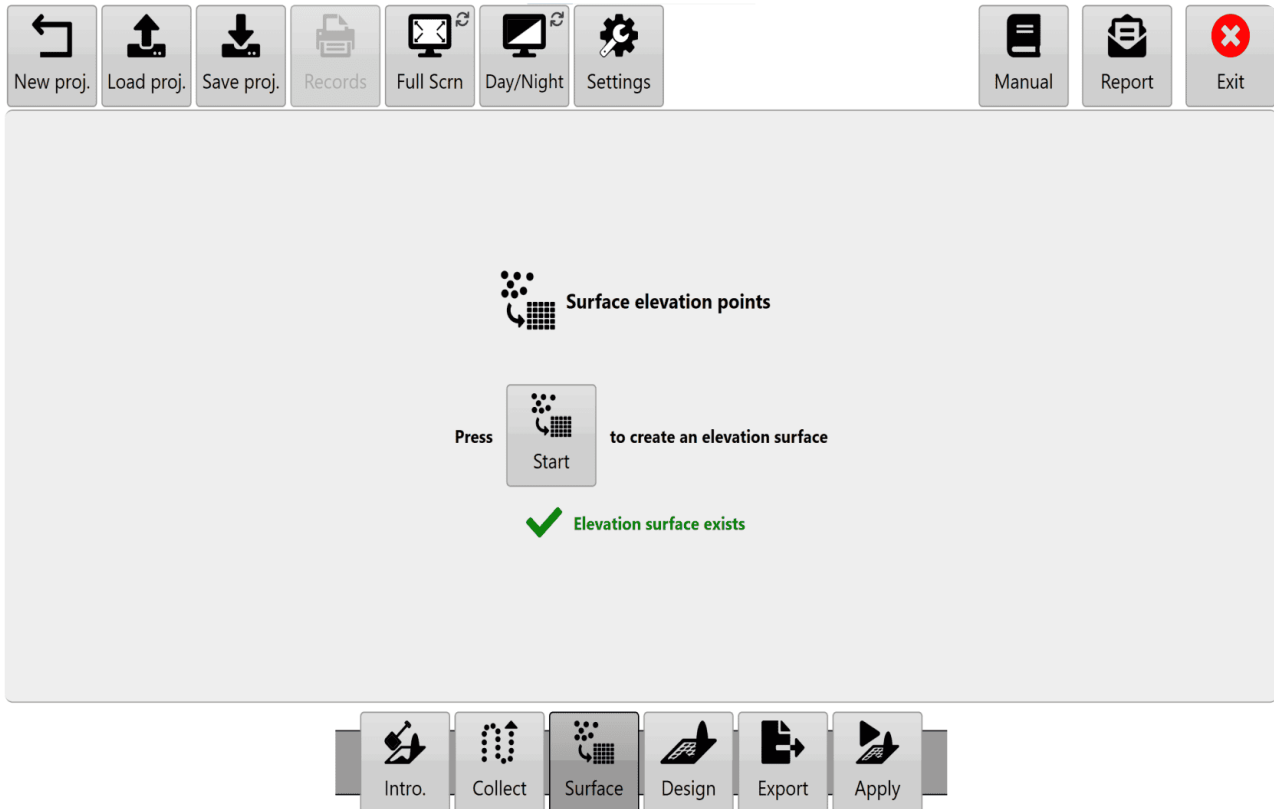 New proj.
Load proj.
Save proj.
Records
Full Scrn
Day/Night
Settings
Manual
Report
Exit
Surface elevation points
Press
Start
to create an elevation surface
Elevation surface exists
Intro.
Collect
Surface
Design
Export
Apply